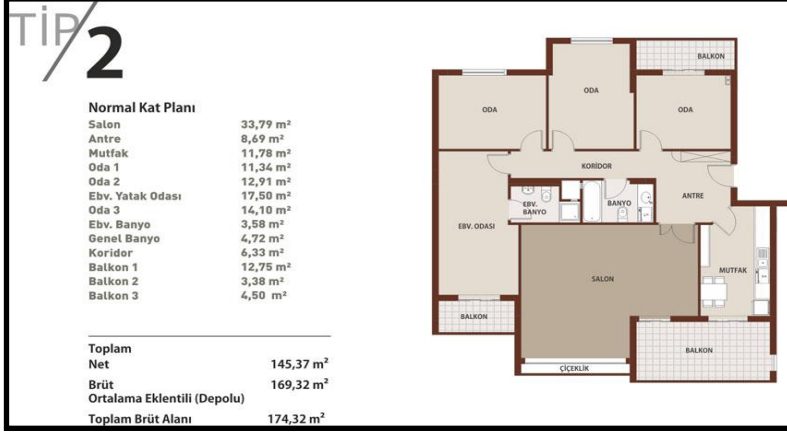 TİP/2
Normal Kat Planı
Salon 33,79 m²
Antre 8,69 m²
Mutfak 11,78 m²
Oda 1 11,34 m²
Oda 2 12,91 m²
Ebv. Yatak Odası 17,50 m²
Oda 3 14,10 m²
Ebv. Banyo 3,58 m²
Genel Banyo 4,72 m²
Koridor 6,33 m²
Balkon 1 12,75 m²
Balkon 2 3,38 m²
Balkon 3 4,50 m²
Toplam
Net 145,37 m²
Brüt 169,32 m²
Ortalama Eklentili (Depolu)
Toplam Brüt Alanı 174,32 m²
BALKON
ODA
ODA
ODA
KORİDOR
ANTRE
EBV. BANYO
BANYO
EBV. ODASI
MUTFAK
SALON
BALKON
BALKON
ÇİÇEKLİK